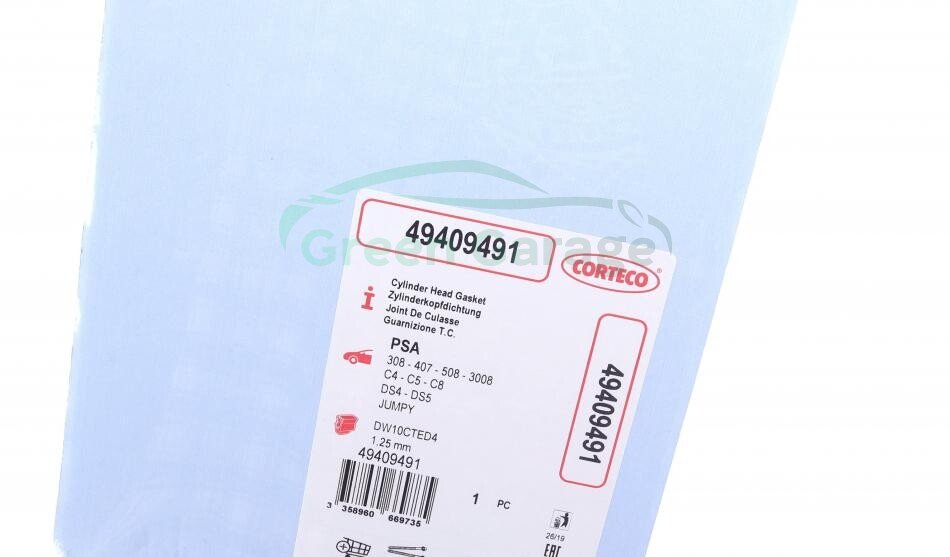 49409491
Green Garage
CORTECO
Cylinder Head Gasket
Zylinderkopfdichtung
Joint De Culasse
Guarnizione T.C.
PSA
308 - 407 - 508 - 3008
C4 - C5 - C8
DS4 - DS5
JUMPY
49409491
DW10CTED4
1,25 mm
49409491
1 PC
3 358960 669735
26/19
EAC